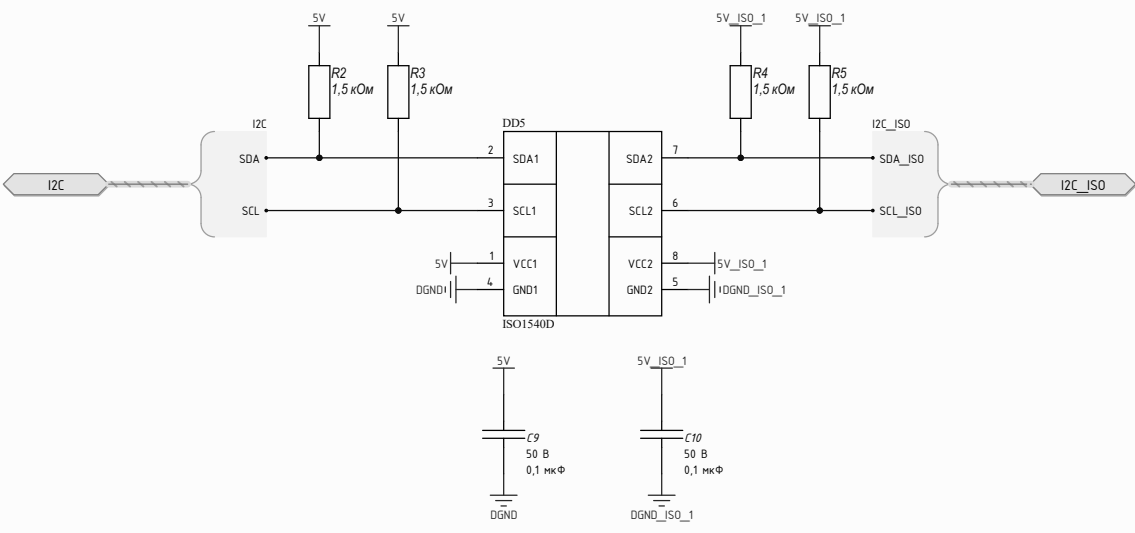 5V
5V
5V_ISO_1
5V_ISO_1
R2
1,5 кОм
R3
1,5 кОм
R4
1,5 кОм
R5
1,5 кОм
I2C
DD5
I2C_ISO
SDA
2
SDA1
SDA2
7
SDA_ISO
I2C
I2C_ISO
SCL
3
SCL1
SCL2
6
SCL_ISO
5V
1
VCC1
VCC2
8
5V_ISO_1
DGND
4
GND1
GND2
5
DGND_ISO_1
ISO1540D
5V
5V_ISO_1
C9
50 В
0,1 мкФ
C10
50 В
0,1 мкФ
DGND
DGND_ISO_1